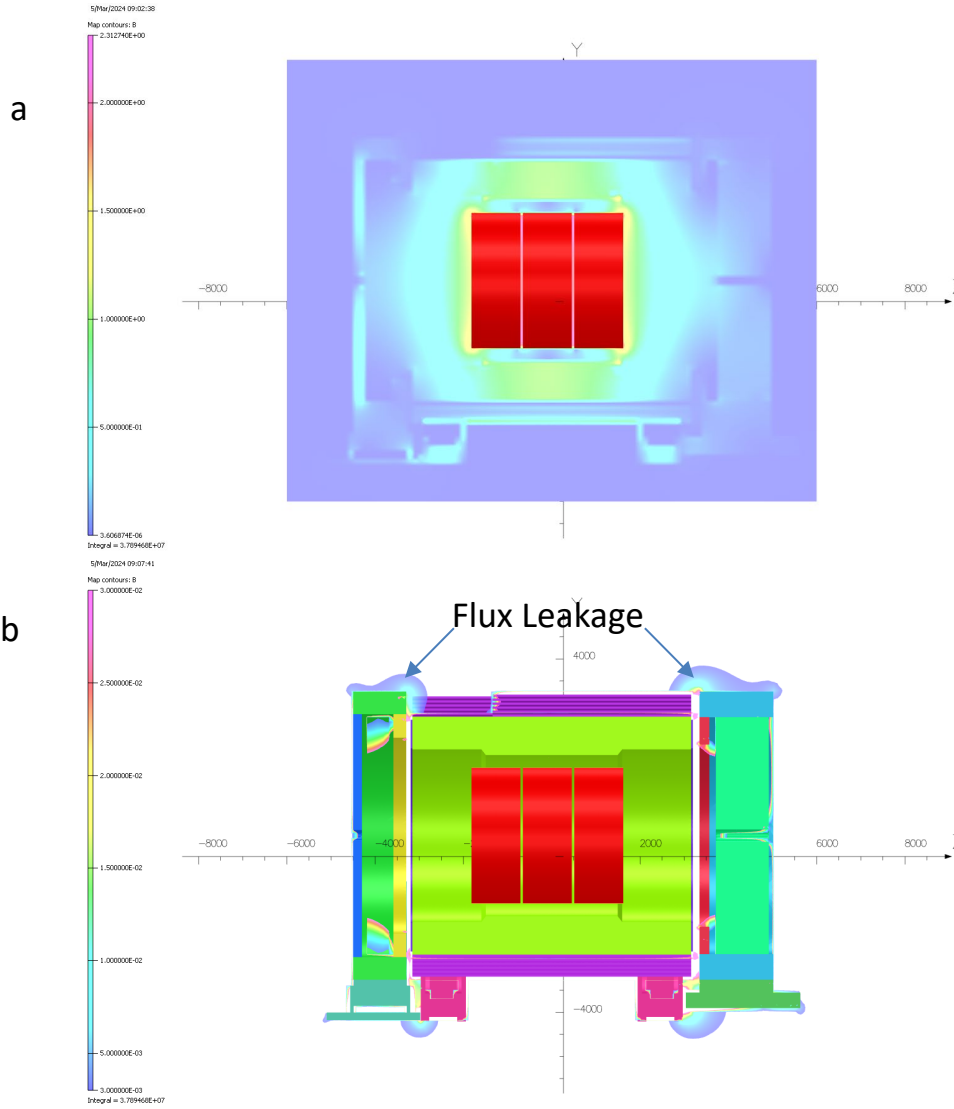 5/Mar/2024 09:02:38
Map contours: B
2.312740E+00
2.000000E+00
1.500000E+00
1.000000E+00
5.000000E-01
3.606874E-06
Integral = 3.789468E+07
a
Y
-8000
6000
8000
5/Mar/2024 09:07:41
Map contours: B
3.000000E-02
2.500000E-02
2.000000E-02
1.500000E-02
1.000000E-02
5.000000E-03
3.000000E-03
Integral = 3.789468E+07
b
Flux Leakage
4000
-8000
-6000
-4000
2000
6000
8000
-4000